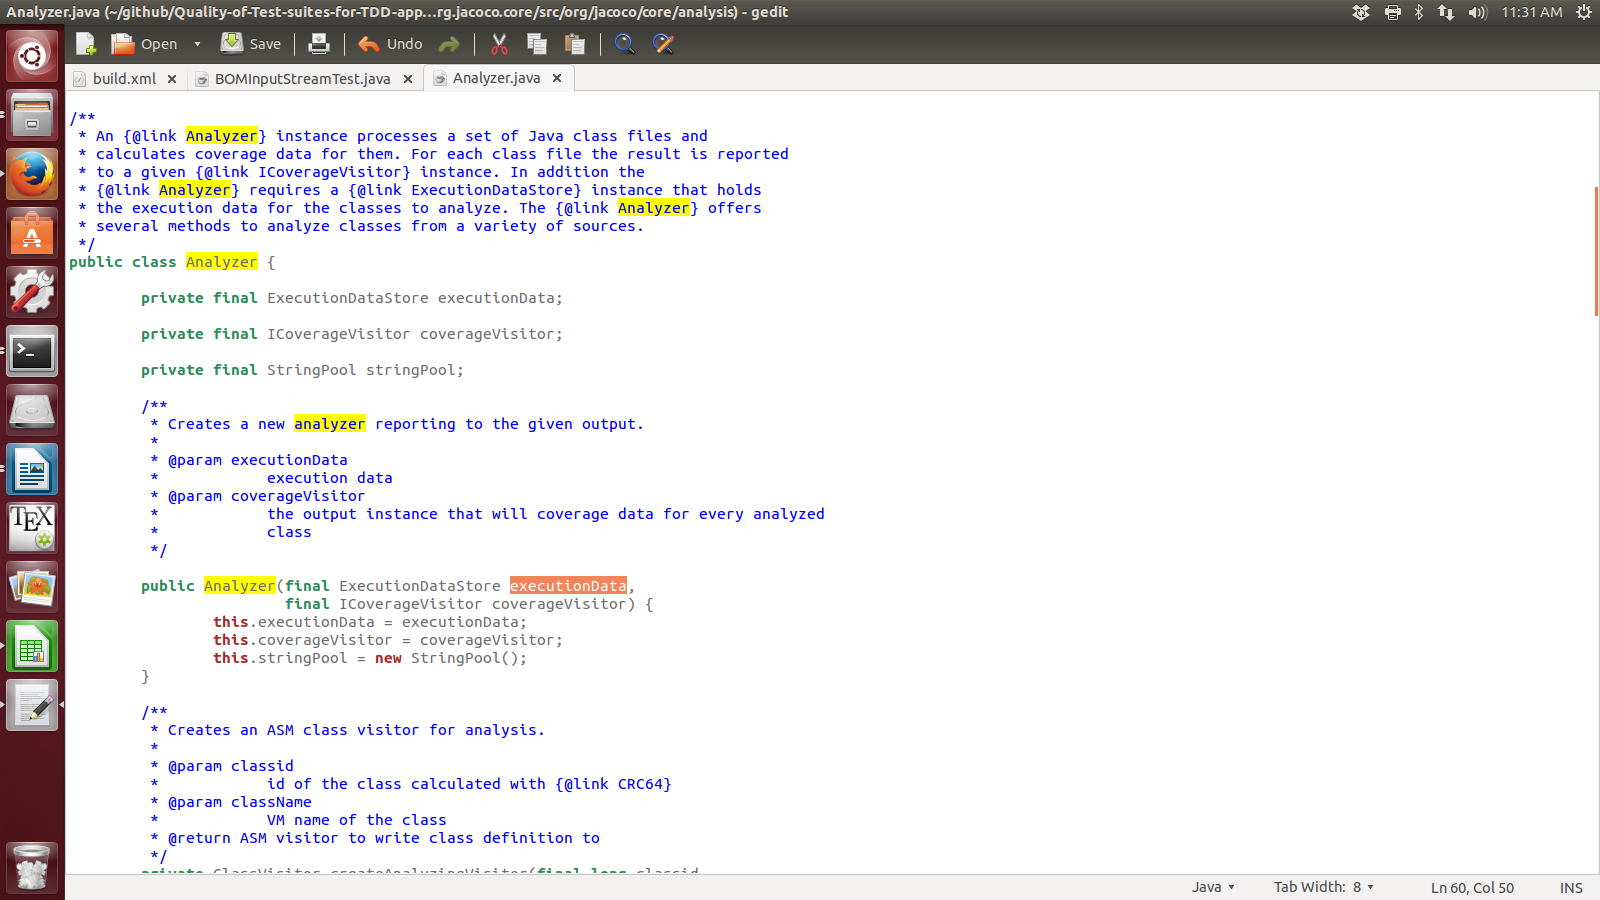 Analyzer.java (~/github/Quality-of-Test-suites-for-TDD-app...rg.jacoco.core/src/org/jacoco/core/analysis) - gedit
11:31 AM
Open
Save
Undo
build.xml
BOMInputStreamTest.java
Analyzer.java
/**
* An {@link Analyzer} instance processes a set of Java class files and
* calculates coverage data for them. For each class file the result is reported
* to a given {@link ICoverageVisitor} instance. In addition the
* {@link Analyzer} requires a {@link ExecutionDataStore} instance that holds
* the execution data for the classes to analyze. The {@link Analyzer} offers
* several methods to analyze classes from a variety of sources.
*/
public class Analyzer {
private final ExecutionDataStore executionData;
private final ICoverageVisitor coverageVisitor;
private final StringPool stringPool;
/**
* Creates a new analyzer reporting to the given output.
*
* @param executionData
* execution data
* @param coverageVisitor
* the output instance that will coverage data for every analyzed
* class
*/
public Analyzer(final ExecutionDataStore executionData,
final ICoverageVisitor coverageVisitor) {
this.executionData = executionData;
this.coverageVisitor = coverageVisitor;
this.stringPool = new StringPool();
}
/**
* Creates an ASM class visitor for analysis.
*
* @param classid
* id of the class calculated with {@link CRC64}
* @param className
* VM name of the class
* @return ASM visitor to write class definition to
*/
private ClassVisitor createAnalyzingVisitor(final long classid,
Java
Tab Width: 8
Ln 60, Col 50
INS
TEX